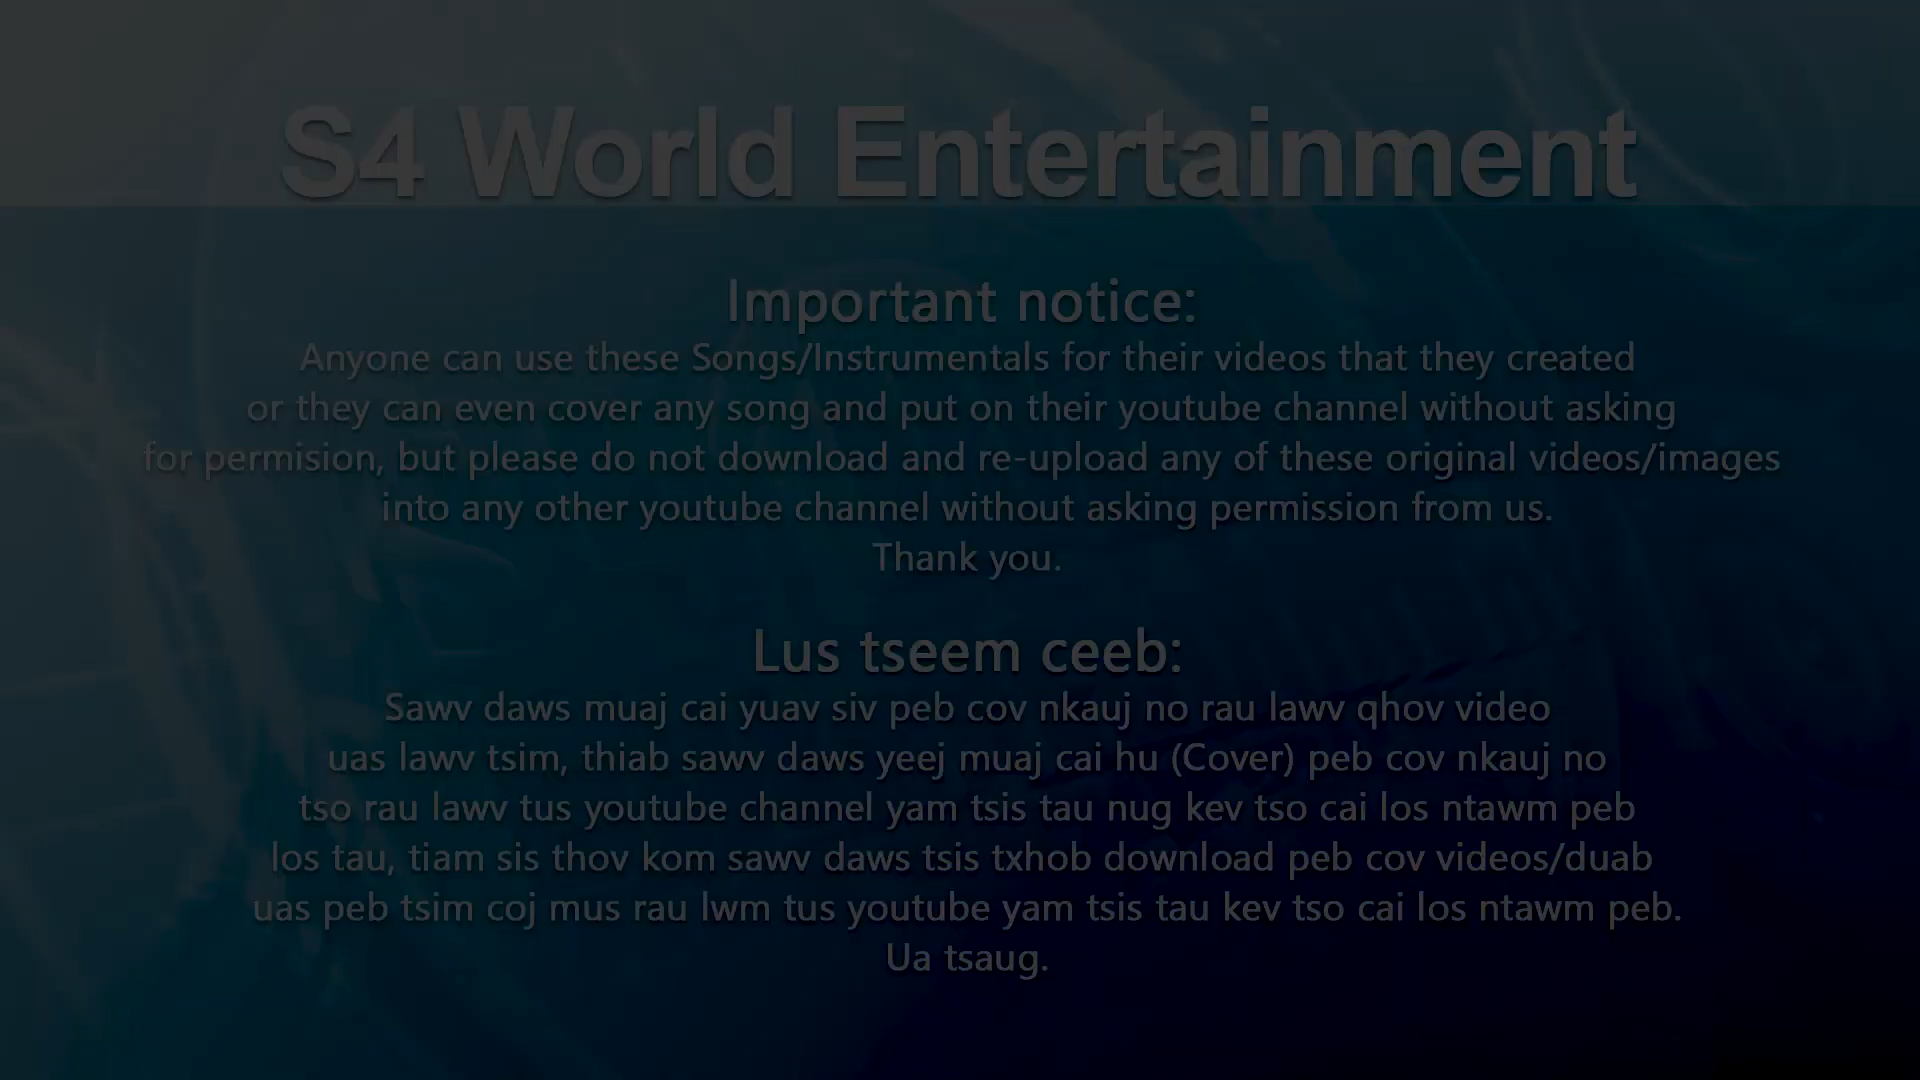 S4 World Entertainment
Important notice:
Anyone can use these Songs/Instrumentals for their videos that they created
or they can even cover any song and put on their youtube channel without asking
for permision, but please do not download and re-upload any of these original videos/images
into any other youtube channel without asking permission from us.
Thank you.
Lus tseem ceeb:
Sawv daws muaj cai yuav siv peb cov nkauj no rau lawv qhov video
uas lawv tsim, thiab sawv daws yeej muaj cai hu (Cover) peb cov nkauj no
tso rau lawv tus youtube channel yam tsis tau nug kev tso cai los ntawm peb
los tau, tiam sis thov kom sawv daws tsis txhob download peb cov videos/duab
uas peb tsim coj mus rau lwm tus youtube yam tsis tau kev tso cai los ntawm peb.
Ua tsaug.